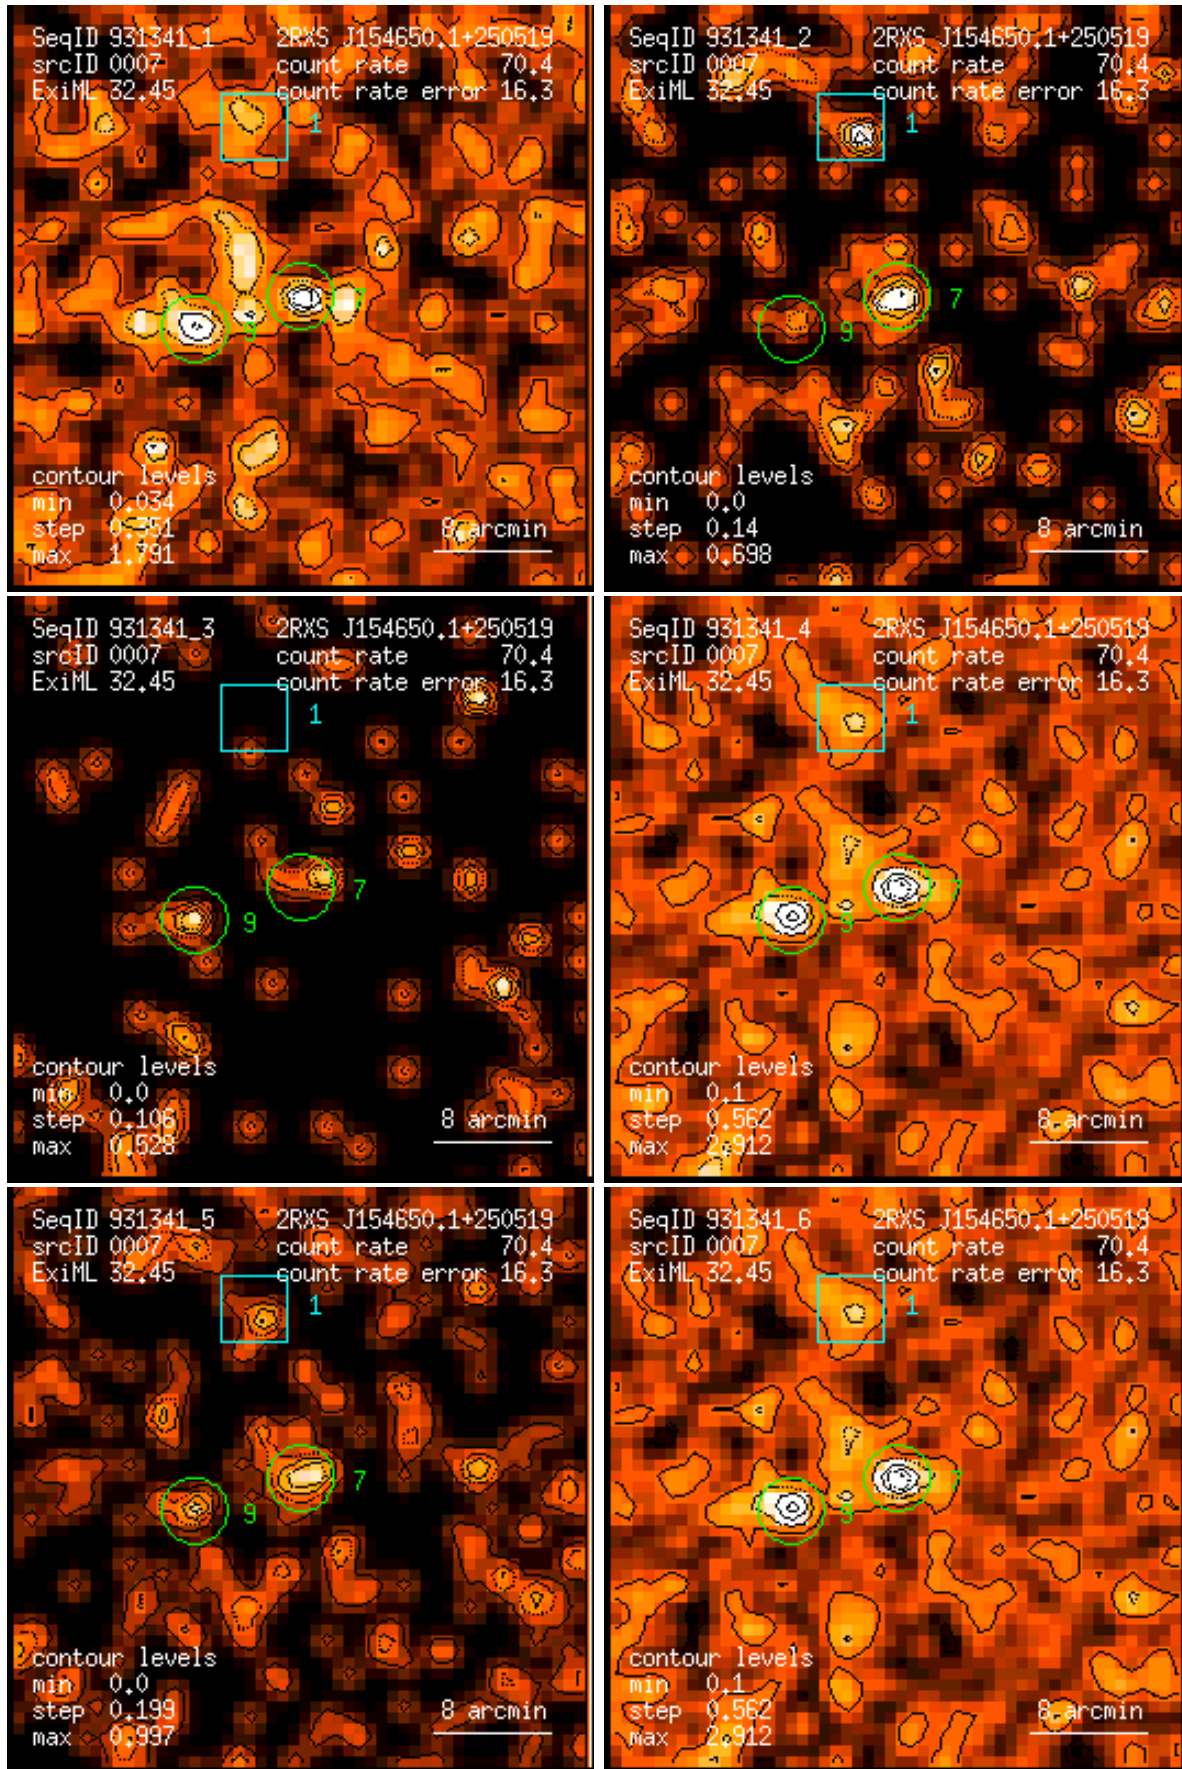 SeqID 931341_1 2RXS J154650.1+250519
srcID 0007 count rate 70.4
ExiML 32.45 count rate error 16.3
1
7
9
contour levels
min 0.034
step 0.351
max 1.791
8 arcmin
SeqID 931341_2 2RXS J154650.1+250519
srcID 0007 count rate 70.4
ExiML 32.45 count rate error 16.3
1
7
9
contour levels
min 0.0
step 0.14
max 0.698
8 arcmin
SeqID 931341_3 2RXS J154650.1+250519
srcID 0007 count rate 70.4
ExiML 32.45 count rate error 16.3
1
7
9
contour levels
min 0.0
step 0.106
max 0.528
8 arcmin
SeqID 931341_4 2RXS J154650.1+250519
srcID 0007 count rate 70.4
ExiML 32.45 count rate error 16.3
1
7
9
contour levels
min 0.1
step 0.562
max 2.912
8 arcmin
SeqID 931341_5 2RXS J154650.1+250519
srcID 0007 count rate 70.4
ExiML 32.45 count rate error 16.3
1
7
9
contour levels
min 0.0
step 0.199
max 0.997
8 arcmin
SeqID 931341_6 2RXS J154650.1+250519
srcID 0007 count rate 70.4
ExiML 32.45 count rate error 16.3
1
7
9
contour levels
min 0.1
step 0.562
max 2.912
8 arcmin